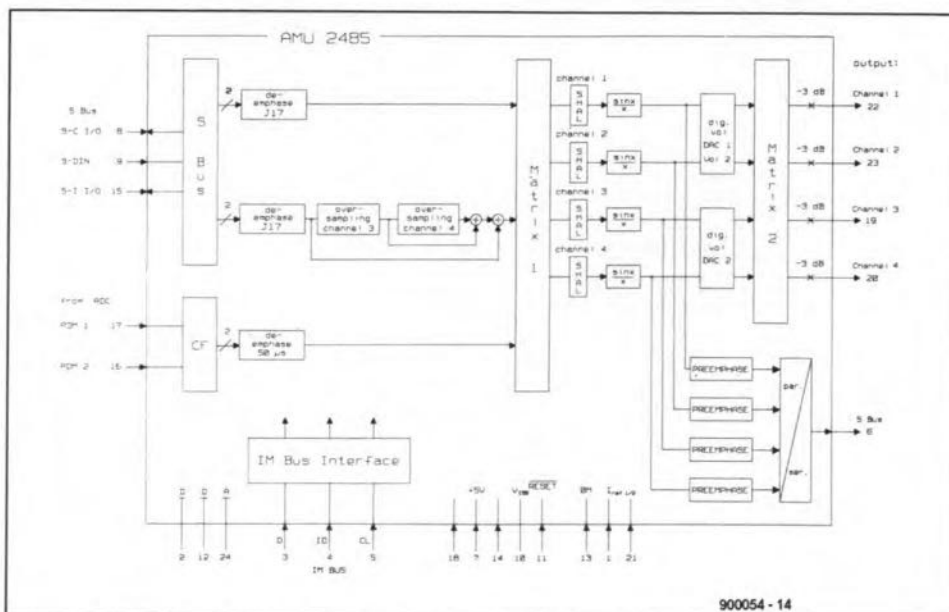 AMU 2485
S Bus
S-C I/O 8
S-DIN 9
S-I I/O 15
S Bus
2
de-
emphase
J17
2
de-
emphase
J17
over-
sampling
channel 3
over-
sampling
channel 4
from ADC
PDM 1 17
PDM 2 16
CF
2
de-
emphase
50 µs
Matrix 1
channel 1
SMAL
sinx
x
channel 2
SMAL
sinx
x
channel 3
SMAL
sinx
x
channel 4
SMAL
sinx
x
dig.
vol
DAC 1
Vol 2
dig.
vol
DAC 2
Matrix 2
output:
-3 dB
Channel 1
22
-3 dB
Channel 2
23
-3 dB
Channel 3
19
-3 dB
Channel 4
20
PREEMPHASE
PREEMPHASE
PREEMPHASE
PREEMPHASE
par.
ser.
S Bus
6
IM Bus Interface
D ID CL
+5V
RESET
ΦM
2 12 24 3 4 5 18 7 14 10 11 13 1 21
IM BUS
900054 - 14